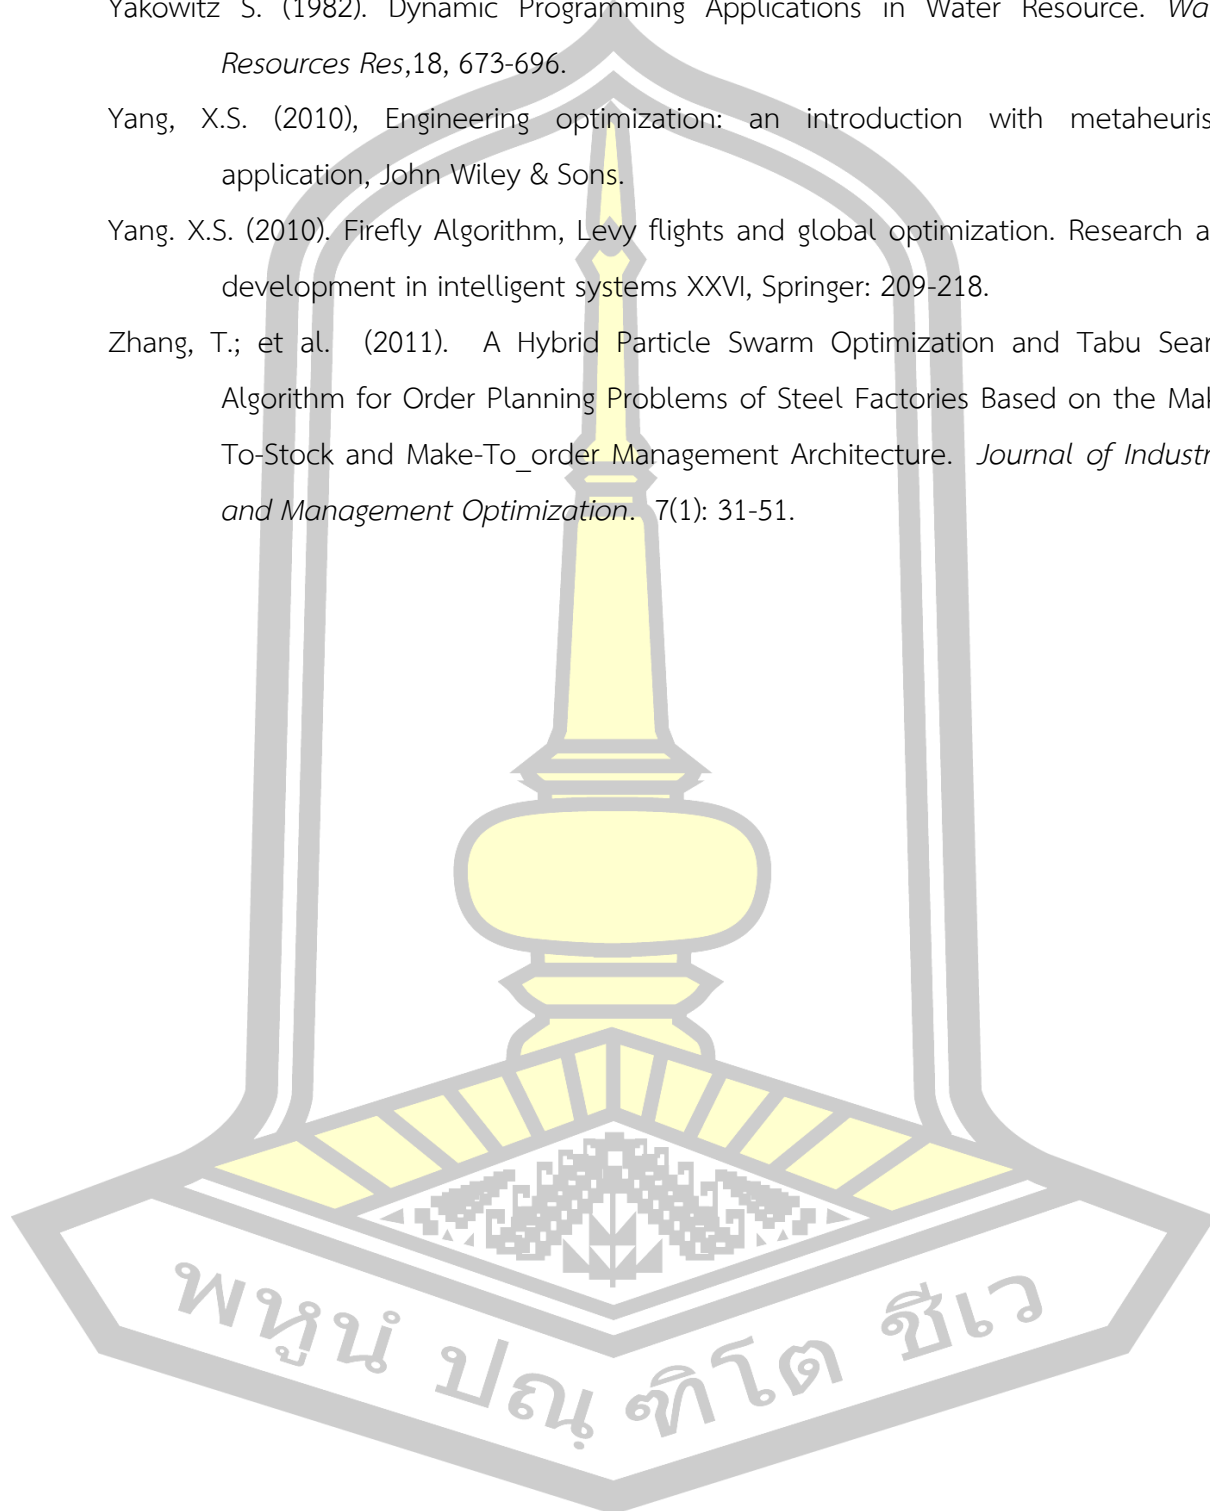 Yakowitz S. (1982). Dynamic Programming Applications in Water Resource. Wa
Resources Res,18, 673-696.
Yang, X.S. (2010), Engineering optimization: an introduction with metaheuris
application, John Wiley & Sons.
Yang. X.S. (2010). Firefly Algorithm, Levy flights and global optimization. Research a
development in intelligent systems XXVI, Springer: 209-218.
Zhang, T.; et al. (2011). A Hybrid Particle Swarm Optimization and Tabu Sear
Algorithm for Order Planning Problems of Steel Factories Based on the Mak
To-Stock and Make-To_order Management Architecture. Journal of Industr
and Management Optimization. 7(1): 31-51.
พหูนํ ปณฺ ฑิโต ชีเว